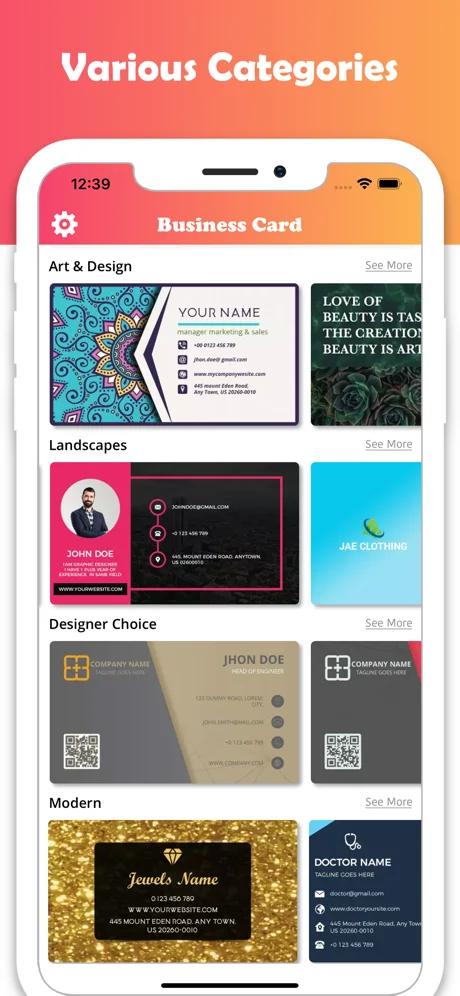 Various Categories
12:39
Business Card
Art & Design
See More
YOUR NAME
manager marketing & sales
+00 0123 456 789
jhon.doe@ gmail.com
www.mycompanywesite.com
445 mount Eden Road,
Any Town, US 20260-0010
LOVE OF
BEAUTY IS TAS
THE CREATION
BEAUTY IS ART
Landscapes
See More
JOHN DOE
I AM GRAPHIC DESIGNER
I HAVE 1 PLUS YEAR OF
EXPERIENCE. IN SAME FIELD
WWW.YOURWEBSITE.COM
JOHNDOE@GMAIL.COM
+0 123 456 789
445, MOUNT EDEN ROAD, ANYTOWN,
US 02600010
JAE CLOTHING
Designer Choice
See More
COMPANY NAME
TAGLINE GOES HERE
JHON DOE
HEAD OF ENGINEER
123 DUMMY ROAD, LOREM
CITY,
JOHN.SMITH@MAIL.COM
+0 123 456 789
WWW.COMPANY.COM
COMPANY NAME
TAGLINE GOES HERE
Modern
See More
Jewels Name
0 123 456 789
WWW.YOURWEBSITE.COM
445 MOUNT EDEN ROAD, ANY TOWN,
US 20260-0010
DOCTOR NAME
TAGLINE GOES HERE
doctor@gmail.com
www.doctoryoursite.com
445 Mount Eden Road, Any Town
US 20260-0010
+0 123 456 789